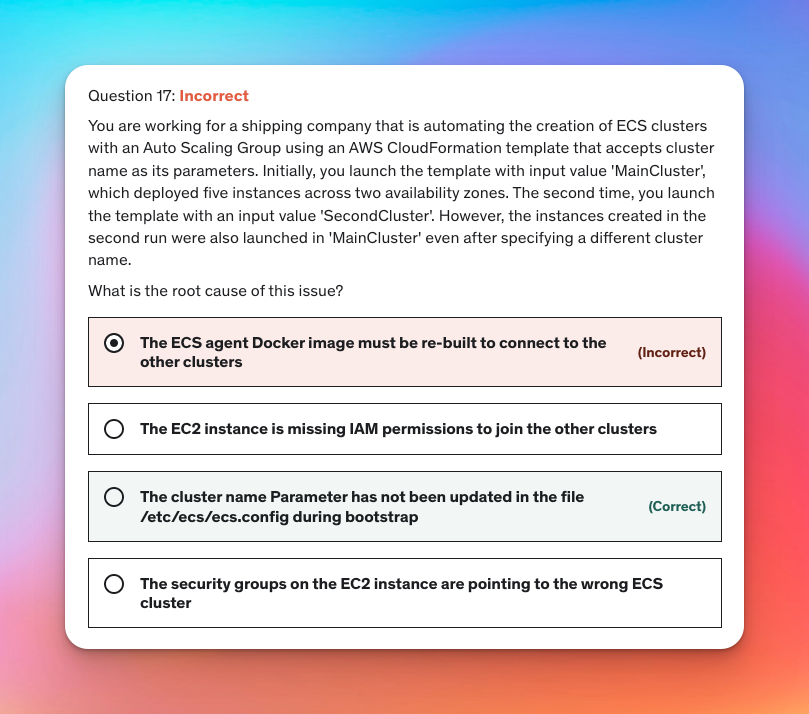 Question 17: Incorrect
You are working for a shipping company that is automating the creation of ECS clusters
with an Auto Scaling Group using an AWS CloudFormation template that accepts cluster
name as its parameters. Initially, you launch the template with input value 'MainCluster',
which deployed five instances across two availability zones. The second time, you launch
the template with an input value 'SecondCluster'. However, the instances created in the
second run were also launched in 'MainCluster' even after specifying a different cluster
name.
What is the root cause of this issue?
The ECS agent Docker image must be re-built to connect to the
other clusters
(Incorrect)
The EC2 instance is missing IAM permissions to join the other clusters
The cluster name Parameter has not been updated in the file
/etc/ecs/ecs.config during bootstrap
(Correct)
The security groups on the EC2 instance are pointing to the wrong ECS
cluster